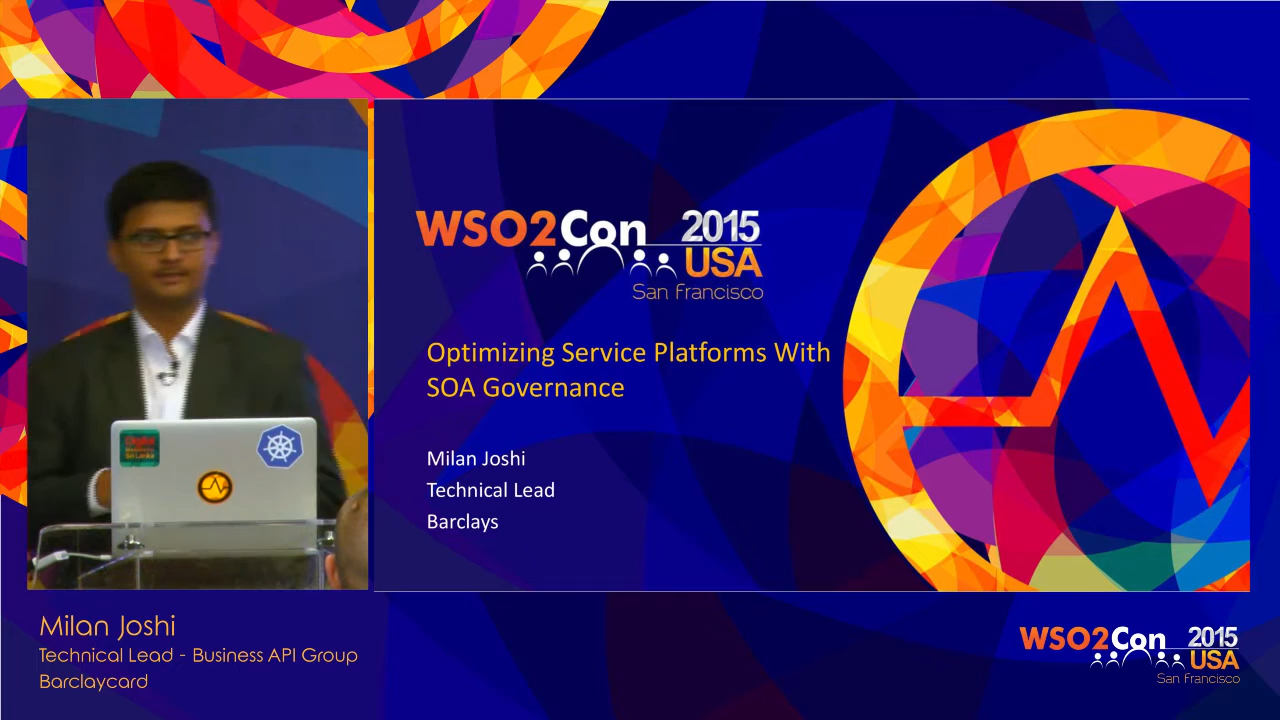 WSO2Con 2015
USA
San Francisco
Optimizing Service Platforms With
SOA Governance
Milan Joshi
Technical Lead
Barclays
Milan Joshi
Technical Lead - Business API Group
Barclaycard
WSO2Con 2015
USA
San Francisco